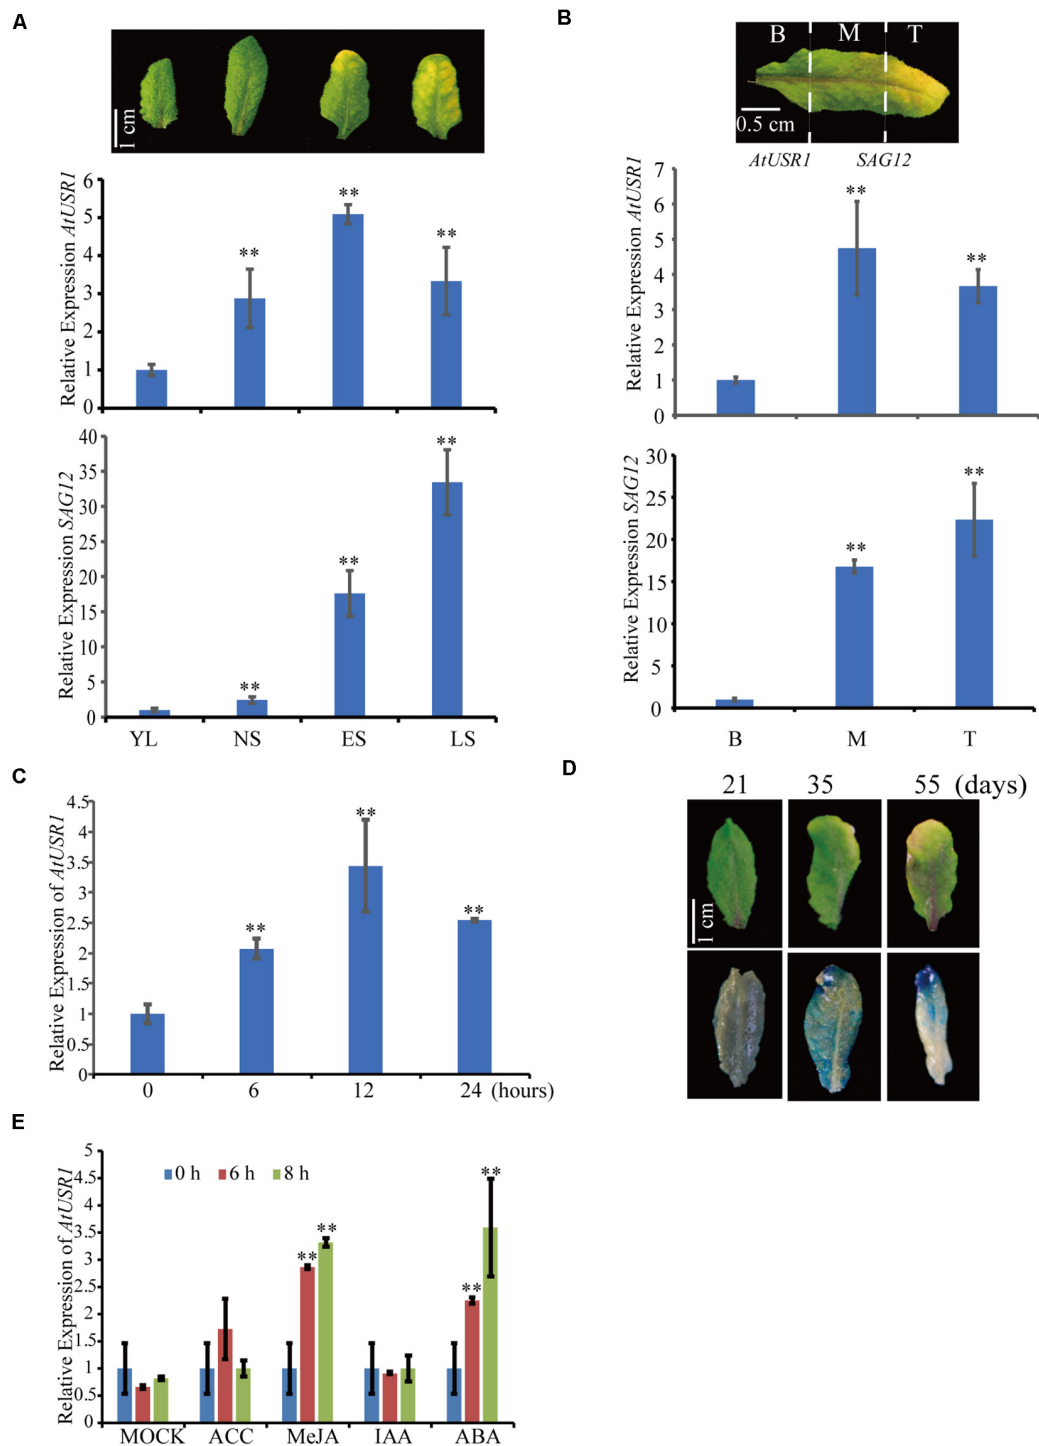 A
1 cm
Relative Expression AtUSR1
6
5
4
3
2
1
0
** ** **
Relative Expression SAG12
40
35
30
25
20
15
10
5
0
** ** **
YL NS ES LS
B
B M T
0.5 cm
AtUSR1 SAG12
Relative Expression AtUSR1
7
6
5
4
3
2
1
0
** **
Relative Expression SAG12
30
25
20
15
10
5
0
** **
B M T
C
Relative Expression of AtUSR1
4.5
4
3.5
3
2.5
2
1.5
1
0.5
0
** ** **
0 6 12 24 (hours)
D
21 35 55 (days)
1 cm
E
Relative Expression of AtUSR1
5
4.5
4
3.5
3
2.5
2
1.5
1
0.5
0
0 h 6 h 8 h
** ** ** **
MOCK ACC MeJA IAA ABA